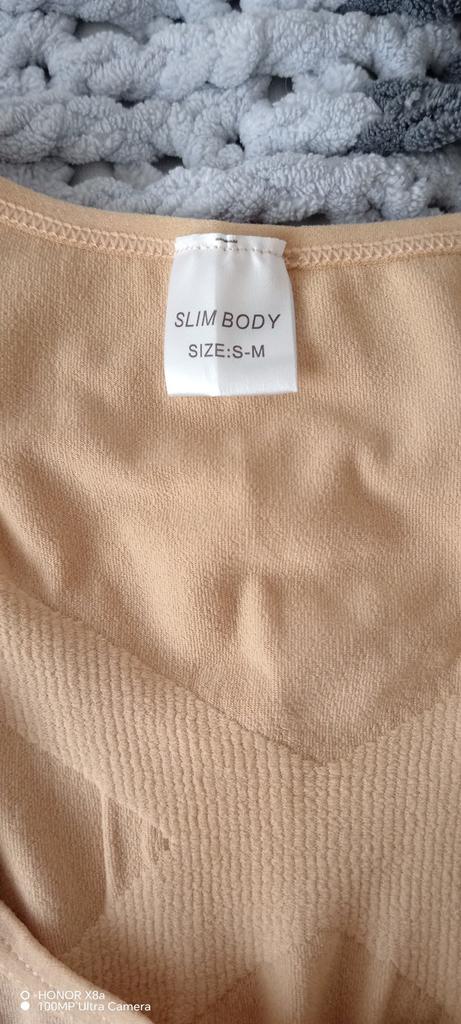 SLIM BODY
SIZE:S-M
HONOR X8a
100MP Ultra Camera